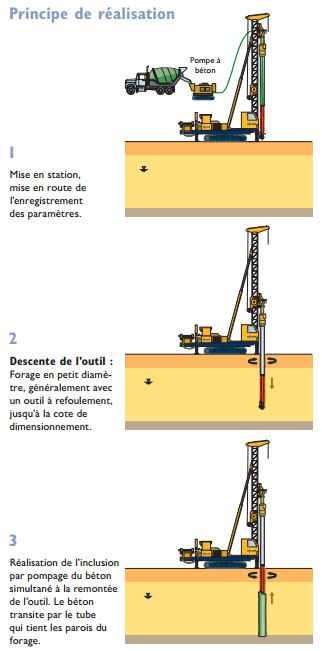 Principe de réalisation
Pompe à
béton
1
Mise en station,
mise en route de
l'enregistrement
des paramètres.
2
Descente de l'outil :
Forage en petit diamè-
tre, généralement avec
un outil à refoulement,
jusqu'à la cote de
dimensionnement.
3
Réalisation de l'inclusion
par pompage du béton
simultané à la remontée
de l'outil. Le béton
transite par le tube
qui tient les parois du
forage.